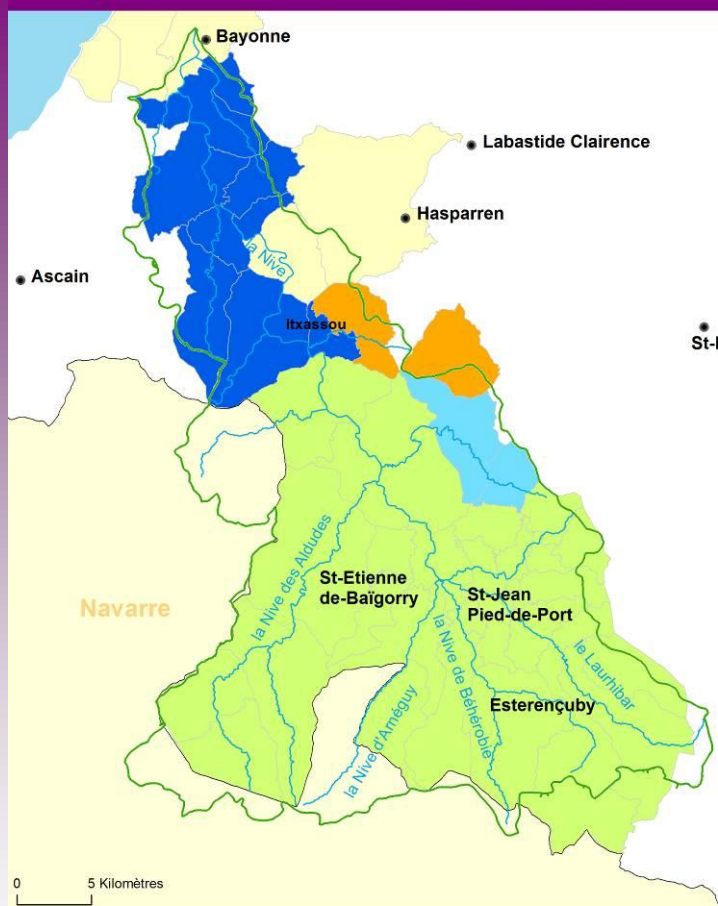 Bayonne
Labastide Clairence
Hasparren
la Nive
Ascain
Itxassou
la Nive des Aldudes
St-Etienne
de-Baïgorry
St-Jean
Pied-de-Port
Navarre
le Laurhibar
la Nive de Béhérobie
Esterençuby
la Nive d'Arnéguy
0 5 Kilomètres